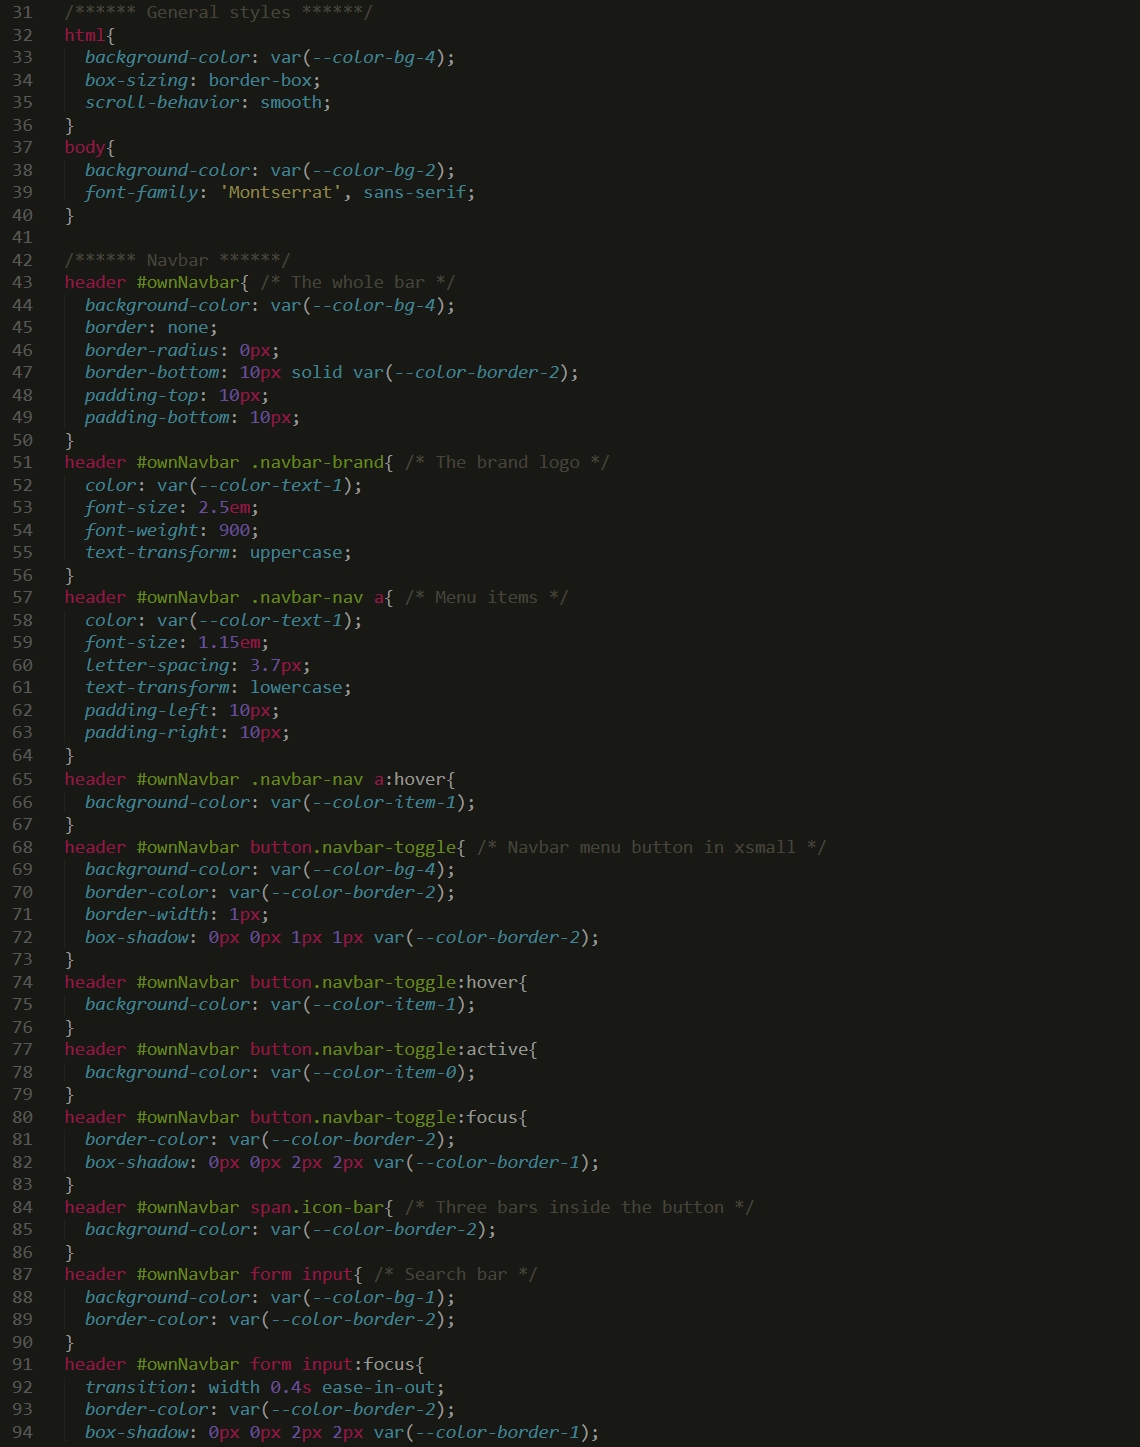 31 /****** General styles ******/
32 html{
33 background-color: var(--color-bg-4);
34 box-sizing: border-box;
35 scroll-behavior: smooth;
36 }
37 body{
38 background-color: var(--color-bg-2);
39 font-family: 'Montserrat', sans-serif;
40 }
41
42 /****** Navbar ******/
43 header #ownNavbar{ /* The whole bar */
44 background-color: var(--color-bg-4);
45 border: none;
46 border-radius: 0px;
47 border-bottom: 10px solid var(--color-border-2);
48 padding-top: 10px;
49 padding-bottom: 10px;
50 }
51 header #ownNavbar .navbar-brand{ /* The brand logo */
52 color: var(--color-text-1);
53 font-size: 2.5em;
54 font-weight: 900;
55 text-transform: uppercase;
56 }
57 header #ownNavbar .navbar-nav a{ /* Menu items */
58 color: var(--color-text-1);
59 font-size: 1.15em;
60 letter-spacing: 3.7px;
61 text-transform: lowercase;
62 padding-left: 10px;
63 padding-right: 10px;
64 }
65 header #ownNavbar .navbar-nav a:hover{
66 background-color: var(--color-item-1);
67 }
68 header #ownNavbar button.navbar-toggle{ /* Navbar menu button in xsmall */
69 background-color: var(--color-bg-4);
70 border-color: var(--color-border-2);
71 border-width: 1px;
72 box-shadow: 0px 0px 1px 1px var(--color-border-2);
73 }
74 header #ownNavbar button.navbar-toggle:hover{
75 background-color: var(--color-item-1);
76 }
77 header #ownNavbar button.navbar-toggle:active{
78 background-color: var(--color-item-0);
79 }
80 header #ownNavbar button.navbar-toggle:focus{
81 border-color: var(--color-border-2);
82 box-shadow: 0px 0px 2px 2px var(--color-border-1);
83 }
84 header #ownNavbar span.icon-bar{ /* Three bars inside the button */
85 background-color: var(--color-border-2);
86 }
87 header #ownNavbar form input{ /* Search bar */
88 background-color: var(--color-bg-1);
89 border-color: var(--color-border-2);
90 }
91 header #ownNavbar form input:focus{
92 transition: width 0.4s ease-in-out;
93 border-color: var(--color-border-2);
94 box-shadow: 0px 0px 2px 2px var(--color-border-1);